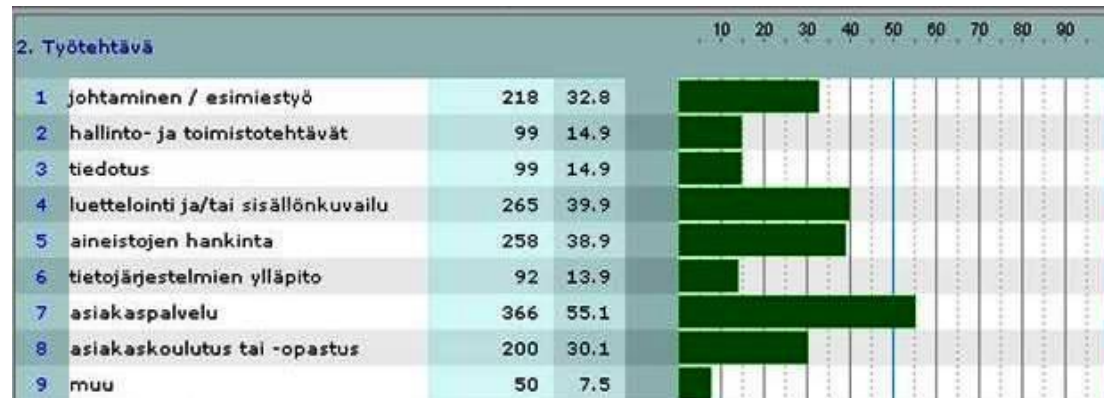 10 20 30 40 50 60 70 80 90
2. Työtehtävä
1 johtaminen / esimiestyö 218 32.8
2 hallinto- ja toimistotehtävät 99 14.9
3 tiedotus 99 14.9
4 luettelointi ja/tai sisällönkuvailu 265 39.9
5 aineistojen hankinta 258 38.9
6 tietojärjestelmien ylläpito 92 13.9
7 asiakaspalvelu 366 55.1
8 asiakaskoulutus tai -opastus 200 30.1
9 muu 50 7.5